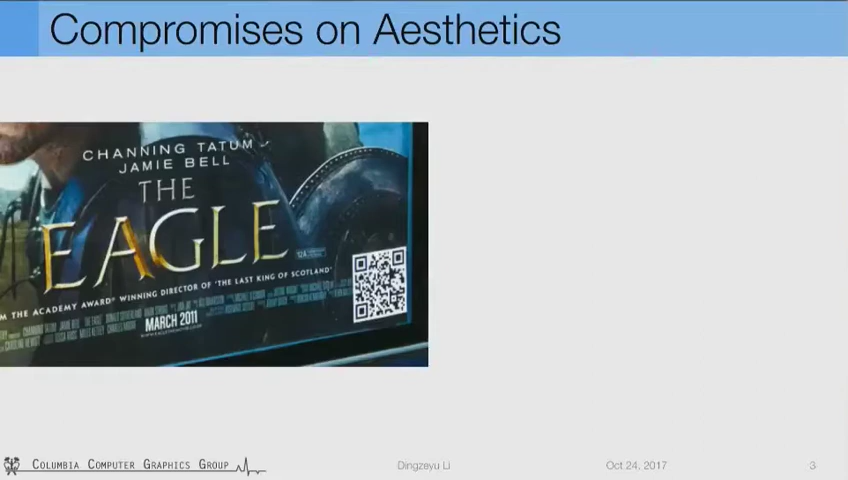 Compromises on Aesthetics
CHANNING TATUM
JAMIE BELL
THE
EAGLE
12A
M THE ACADEMY AWARD® WINNING DIRECTOR OF 'THE LAST KING OF SCOTLAND'
MARCH 2011
COLUMBIA COMPUTER GRAPHICS GROUP
Dingzeyu Li
Oct 24, 2017
3